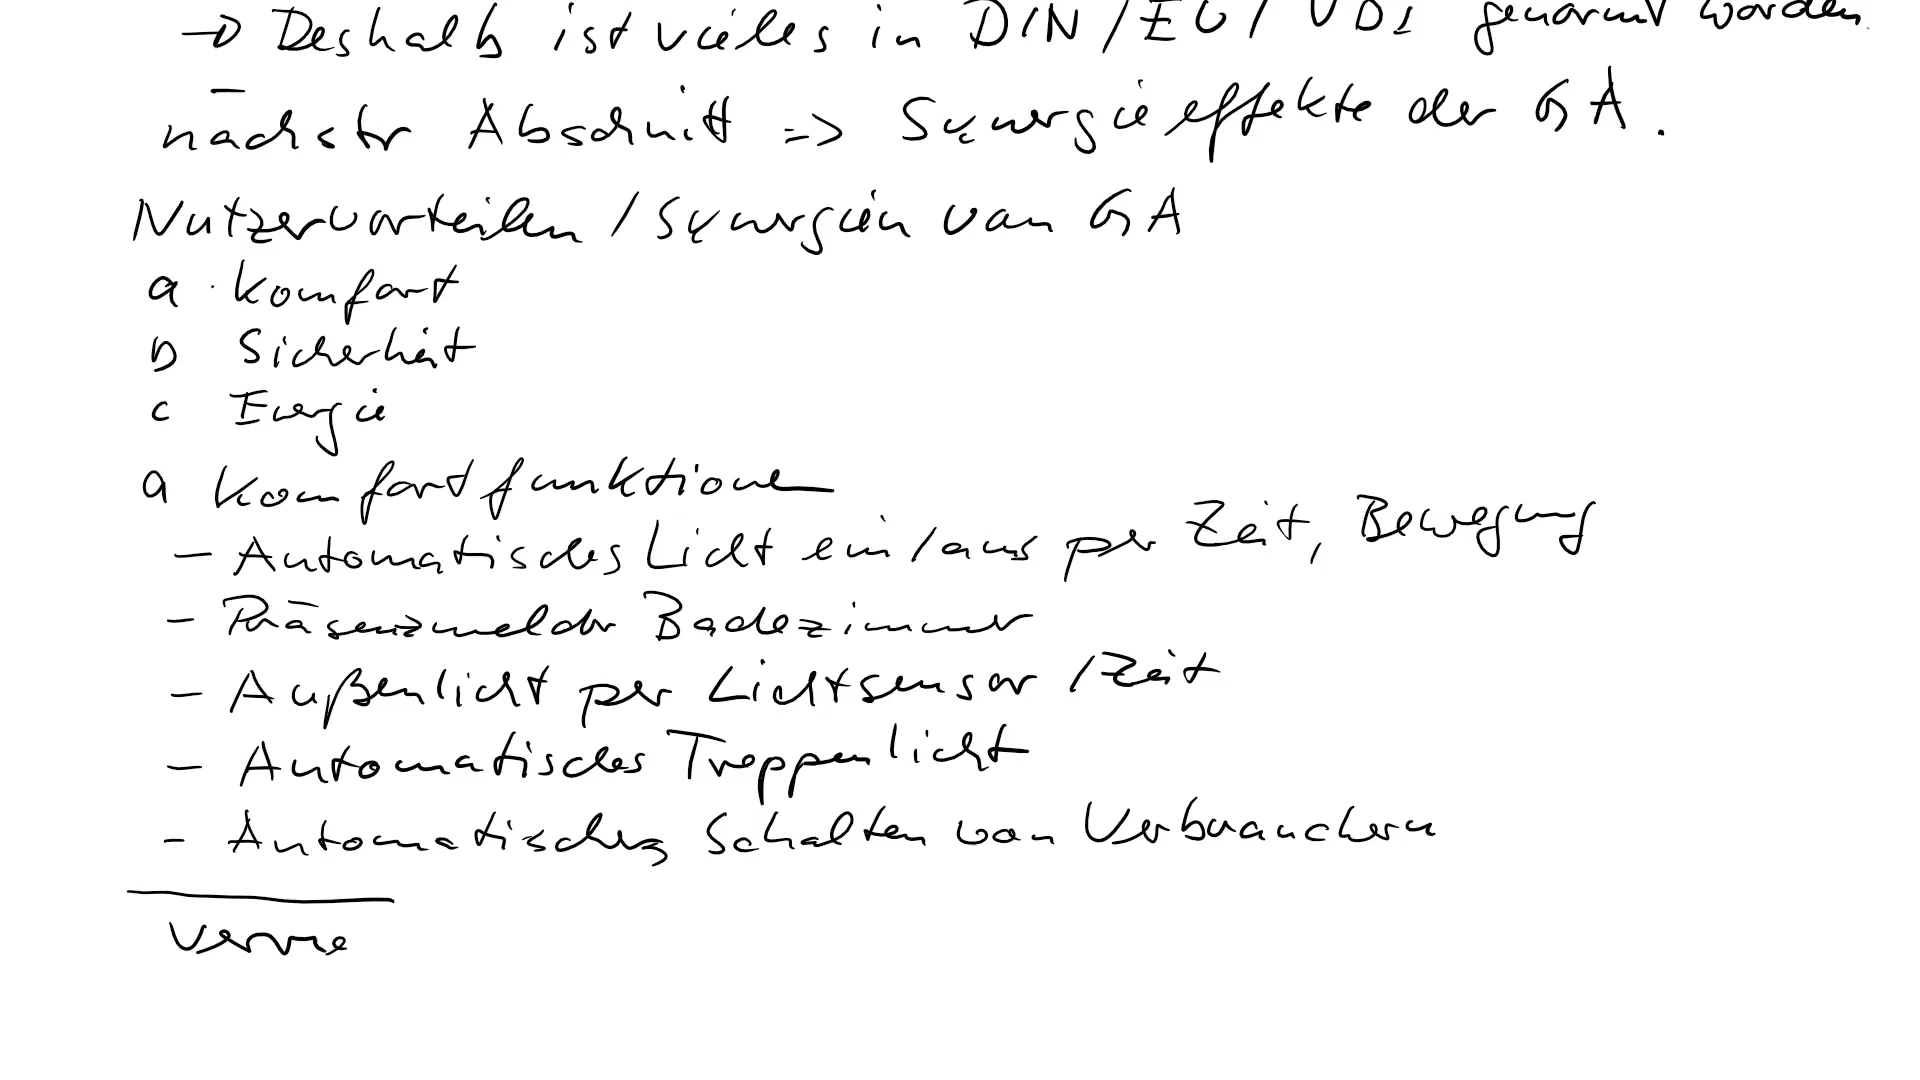 → Deshalb ist vieles in DIN/EU/VDI genormt worden.
nächster Abschnitt => Synergieeffekte der GA.
Nutzervorteilen / Synergien von GA
a Komfort
b Sicherheit
c Energie
a Komfortfunktionen
- Automatisches Licht ein/aus per Zeit, Bewegung
- Präsenzmelder Badezimmer
- Außenlicht per Lichtsensor / Zeit
- Automatisches Treppenlicht
- Automatisches Schalten von Verbrauchern